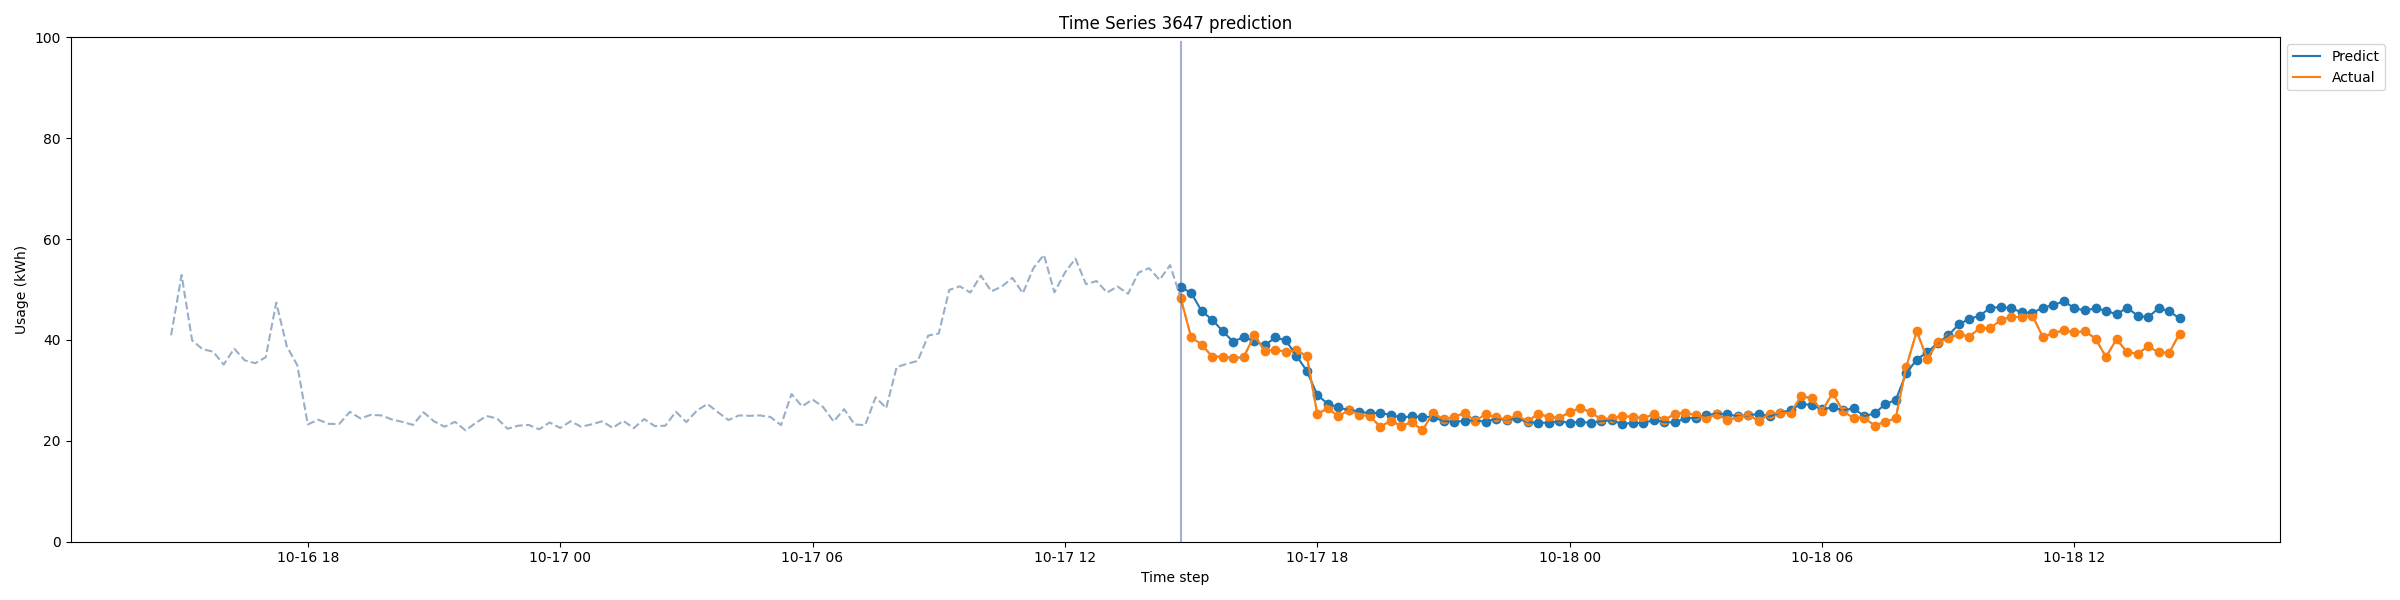 Time Series 3647 prediction
100
80
60
40
20
0
Usage (kWh)
10-16 18
10-17 00
10-17 06
10-17 12
10-17 18
10-18 00
10-18 06
10-18 12
Time step
Predict
Actual